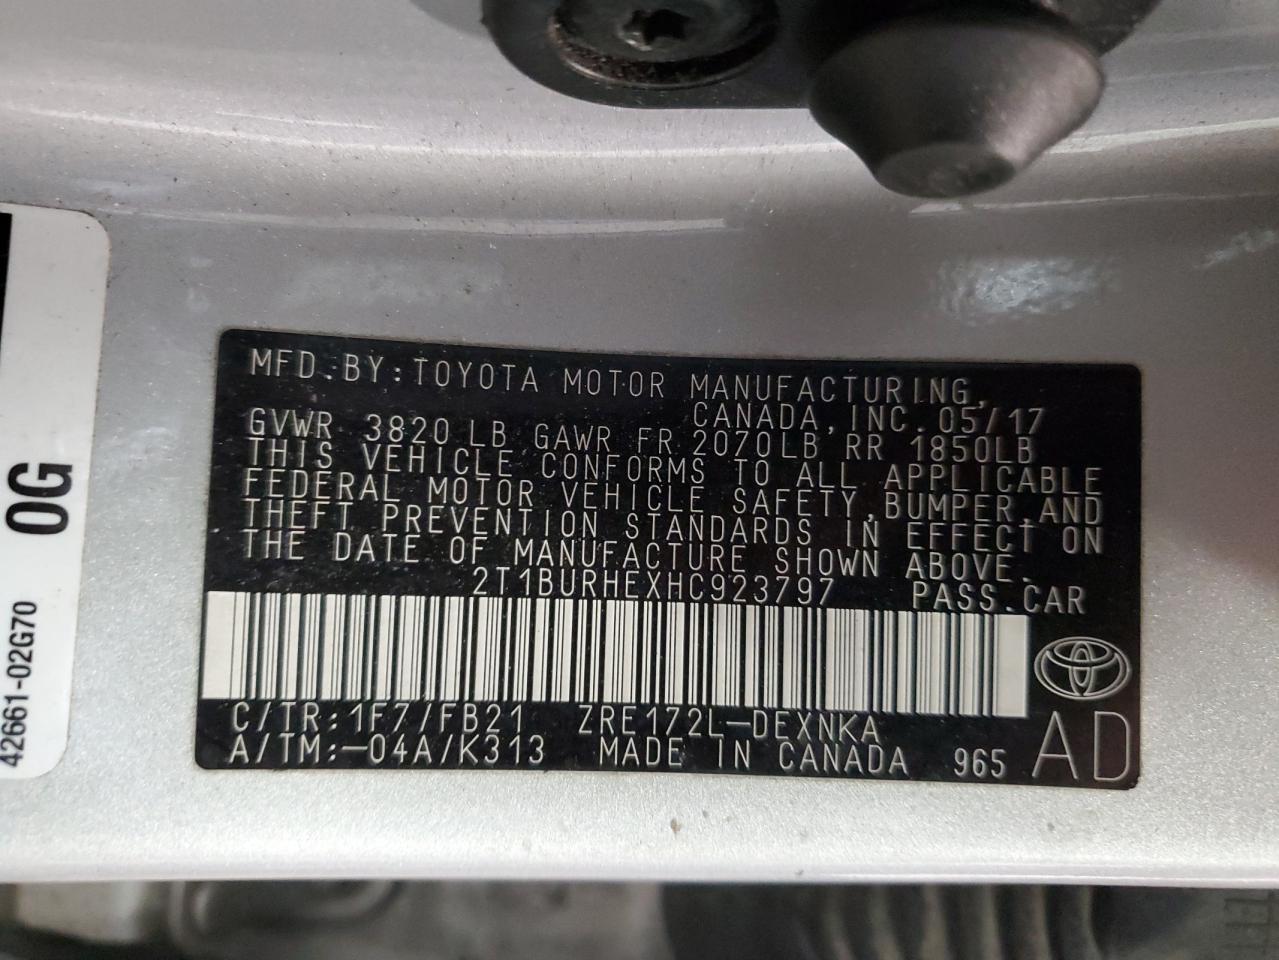 MFD.BY:TOYOTA MOTOR MANUFACTURING,
CANADA,INC.05/17
GVWR 3820LB GAWR FR 2070LB RR 1850LB
THIS VEHICLE CONFORMS TO ALL APPLICABLE
FEDERAL MOTOR VEHICLE SAFETY,BUMPER,AND
THEFT PREVENTION STANDARDS IN EFFECT ON
THE DATE OF MANUFACTURE SHOWN ABOVE.
2T1BURHEXHC923797 PASS.CAR
C/TR:1F7/FB21 ZRE172L-DEXNKA
A/TM:-04A/K313 MADE IN CANADA 965 AD
42661-02G70 0G